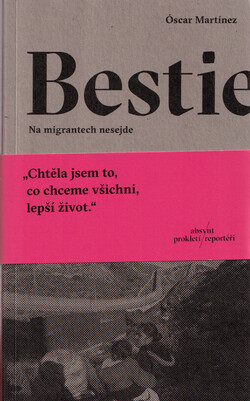 Óscar Martínez
Bestie
Na migrantech nesejde
„Chtěla jsem to,
co chceme všichni,
lepší život.“
absynt
prokletí/reportéři